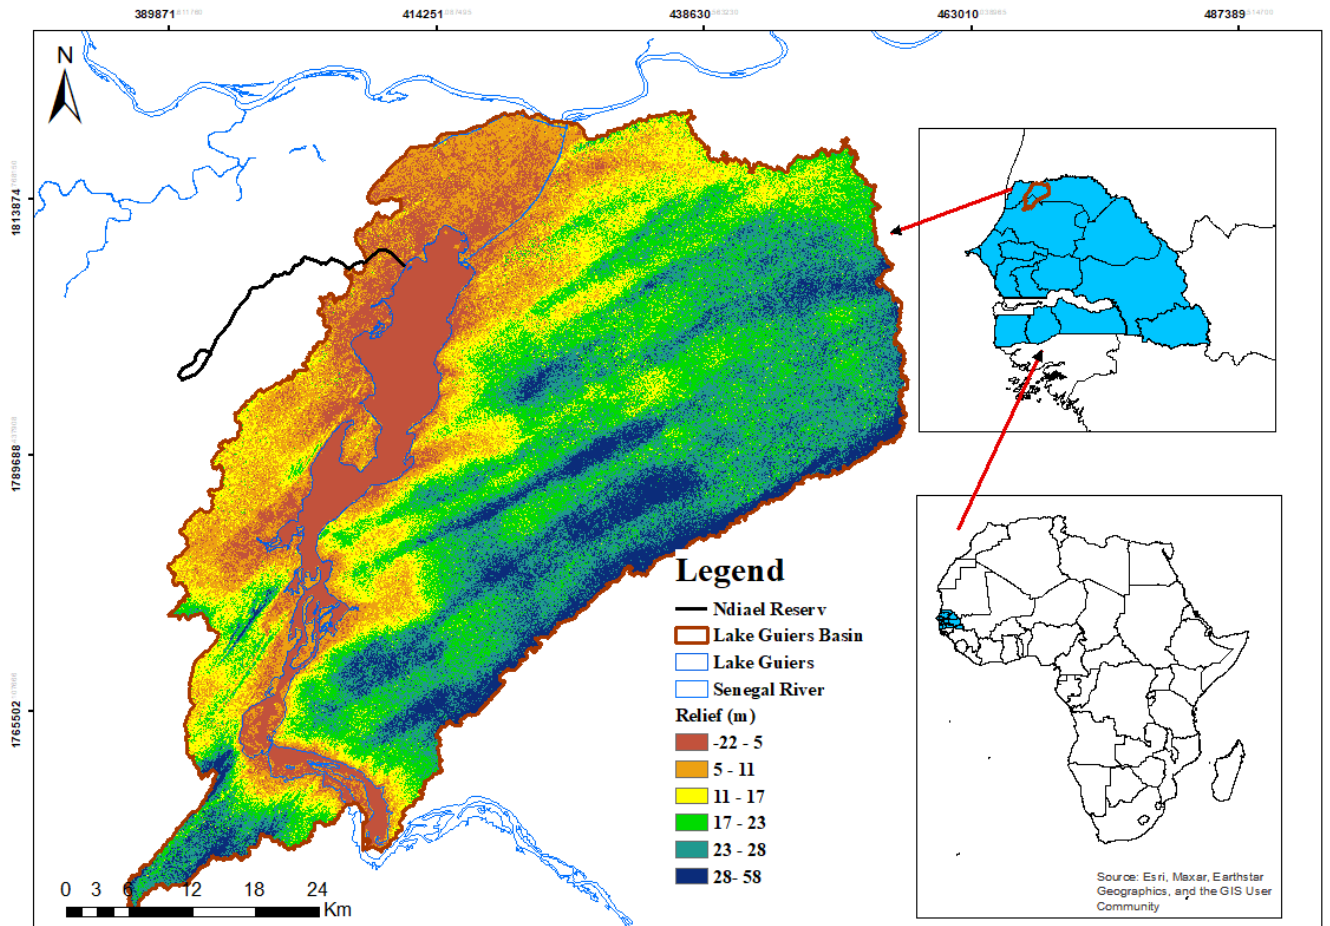 389871
414251
438630
463010
487389
N
1813874
1789688
1765502
Legend
Ndiael Reserv
Lake Guiers Basin
Lake Guiers
Senegal River
Relief (m)
-22 - 5
5 - 11
11 - 17
17 - 23
23 - 28
28- 58
0 3 6 12 18 24
Km
Source: Esri, Maxar, Earthstar
Geographics, and the GIS User
Community